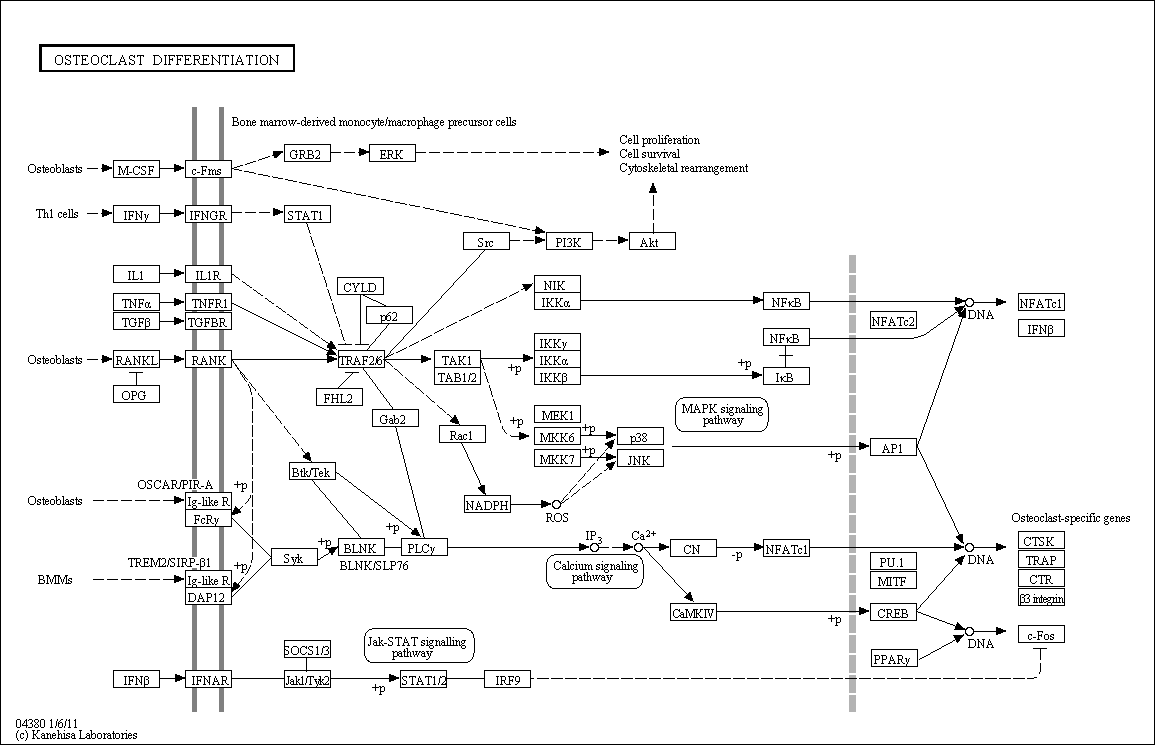 OSTEOCLAST DIFFERENTIATION
Bone marrow-derived monocyte/macrophage precursor cells
Osteoblasts
M-CSF
c-Fms
GRB2
ERK
Cell proliferation
Cell survival
Cytoskeletal rearrangement
Th1 cells
IFNγ
IFNGR
STAT1
Src
PI3K
Akt
IL1
IL1R
CYLD
NIK
IKKα
NFκB
NFATc1
TNFα
TNFR1
p62
DNA
TGFβ
TGFBR
NFATc2
IFNβ
NFκB
Osteoblasts
RANKL
RANK
TRAF2/6
TAK1
TAB1/2
+p
IKKγ
IKKα
IKKβ
+p
IκB
OPG
FHL2
Gab2
Rac1
+p
MEK1
MKK6
MKK7
+p
+p
p38
JNK
MAPK signaling
pathway
+p
AP1
Btk/Tek
OSCAR/PIR-A
+p
Osteoblasts
Ig-like R
FcRγ
NADPH
ROS
+p
+p
Syk
BLNK
BLNK/SLP76
PLCγ
IP3
Ca2+
CN
-p
NFATc1
DNA
Osteoclast-specific genes
CTSK
TRAP
CTR
β3 integrin
Calcium signaling
pathway
PU.1
MITF
TREM2/SIRP-β1
+p
BMMs
Ig-like R
DAP12
CaMKIV
+p
CREB
DNA
c-Fos
PPARγ
SOCS1/3
Jak-STAT signalling
pathway
IFNβ
IFNAR
Jak1/Tyk2
+p
STAT1/2
IRF9
04380 1/6/11
(c) Kanehisa Laboratories